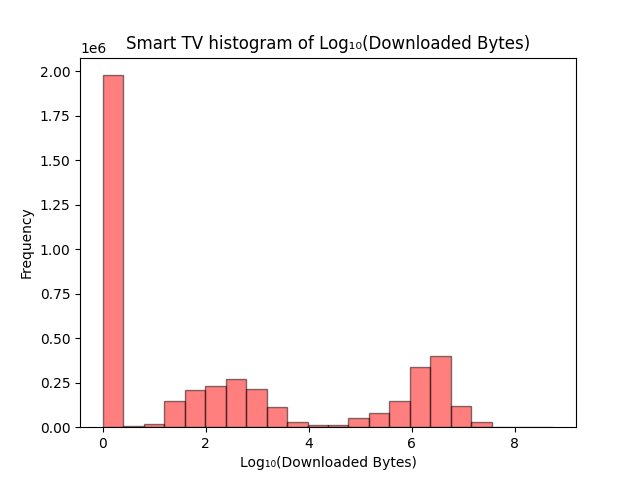 Smart TV histogram of Log₁₀(Downloaded Bytes)
1e6
2.00
1.75
1.50
1.25
1.00
0.75
0.50
0.25
0.00
Frequency
0 2 4 6 8
Log₁₀(Downloaded Bytes)